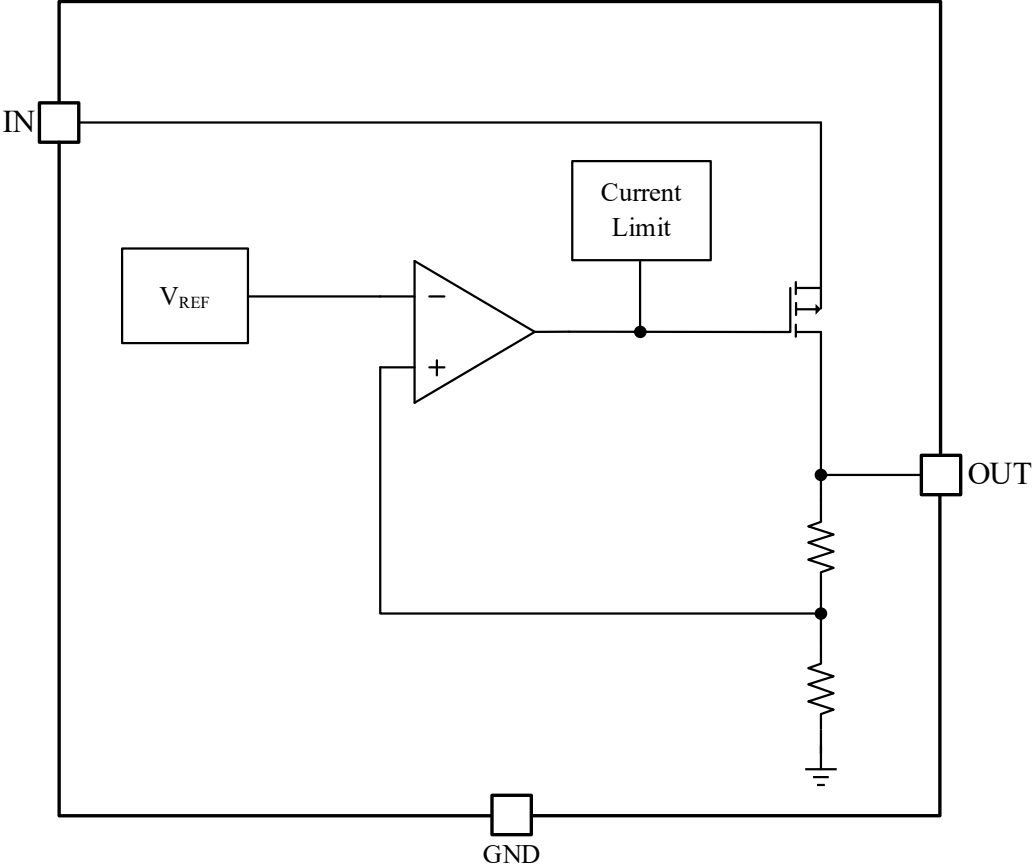 IN
Current
Limit
VREF
−
+
OUT
GND